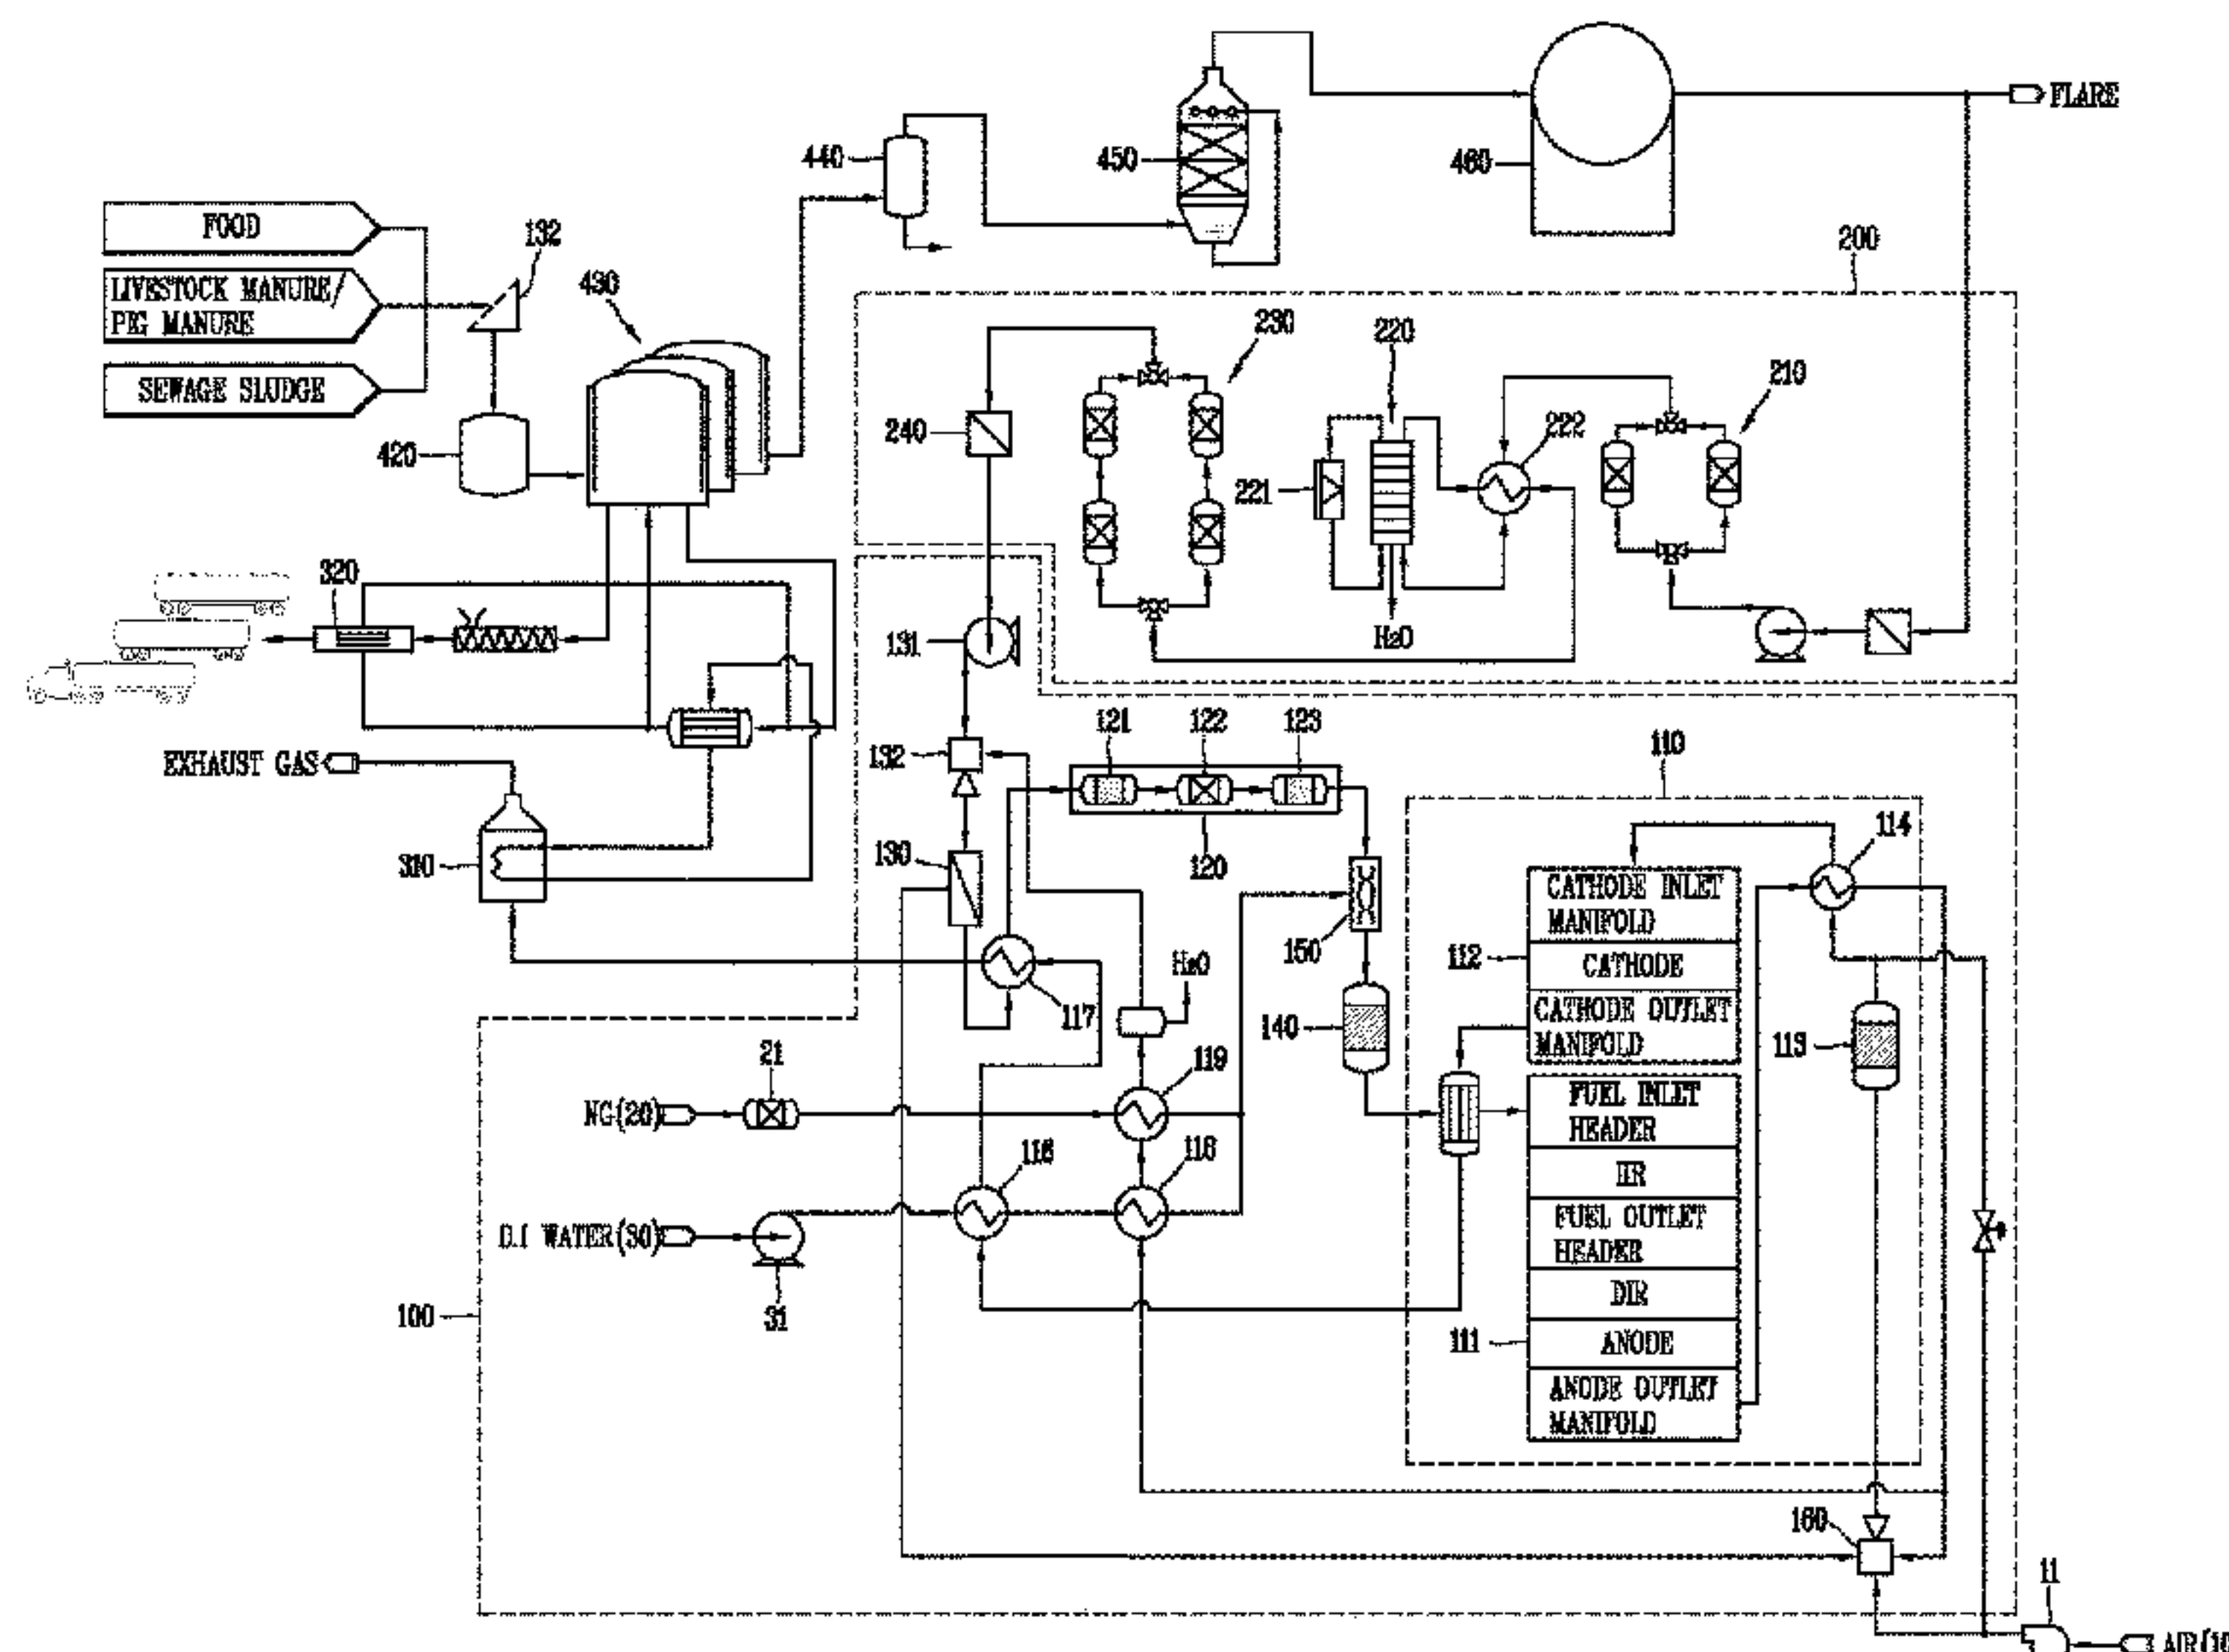 FLARE
440
450
460
FOOD
132
200
LIVESTOCK MANURE/
PIG MANURE
430
230
220
210
SEWAGE SLUDGE
240
222
420
221
320
H2O
131
121
122
123
110
EXHAUST GAS
132
114
130
120
310
CATHODE INLET
MANIFOLD
150
H2O
112
CATHODE
117
CATHODE OUTLET
MANIFOLD
140
113
21
119
NG(20)
FUEL INLET
HEADER
116
118
HR
FUEL OUTLET
HEADER
D.I WATER(30)
DIR
100
31
111
ANODE
ANODE OUTLET
MANIFOLD
160
11